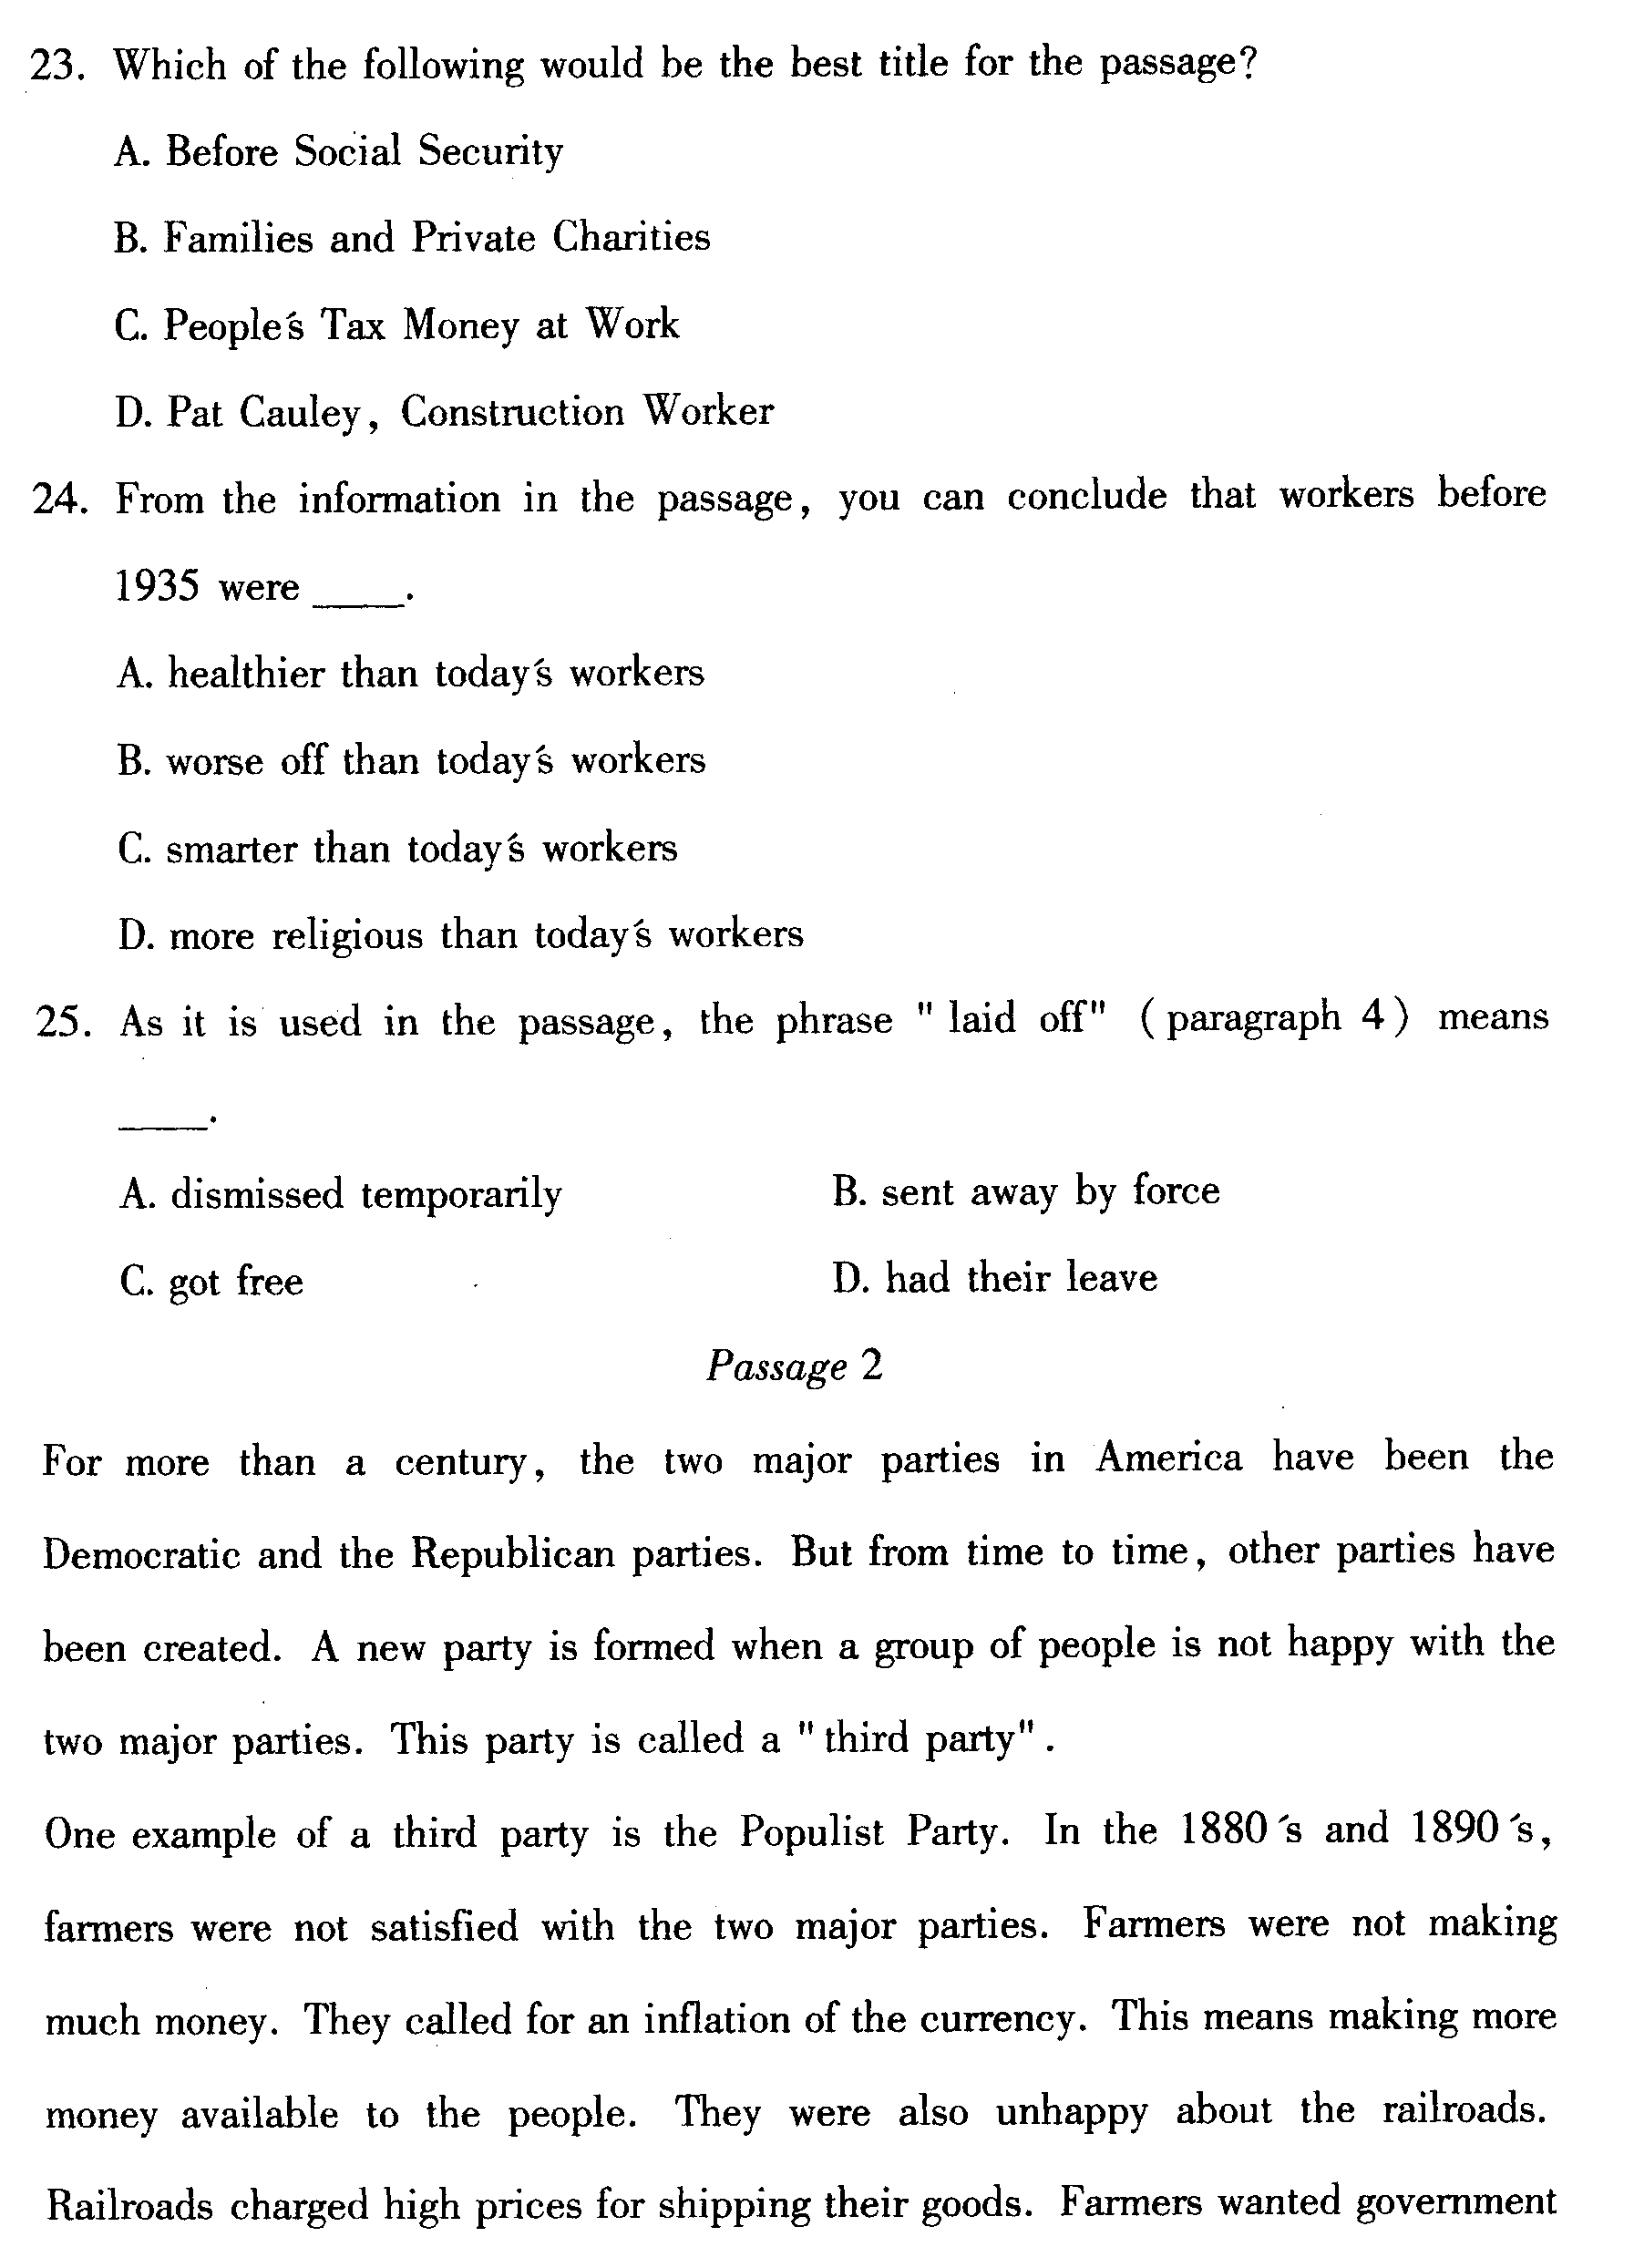 23. Which of the following would be the best title for the passage?
A. Before Social Security
B. Families and Private Charities
C. People's Tax Money at Work
D. Pat Cauley, Construction Worker
24. From the information in the passage, you can conclude that workers before
1935 were ____.
A. healthier than today's workers
B. worse off than today's workers
C. smarter than today's workers
D. more religious than today's workers
25. As it is used in the passage, the phrase "laid off" (paragraph 4) means
____.
A. dismissed temporarily B. sent away by force
C. got free D. had their leave
Passage 2
For more than a century, the two major parties in America have been the
Democratic and the Republican parties. But from time to time, other parties have
been created. A new party is formed when a group of people is not happy with the
two major parties. This party is called a "third party".
One example of a third party is the Populist Party. In the 1880's and 1890's,
farmers were not satisfied with the two major parties. Farmers were not making
much money. They called for an inflation of the currency. This means making more
money available to the people. They were also unhappy about the railroads.
Railroads charged high prices for shipping their goods. Farmers wanted government